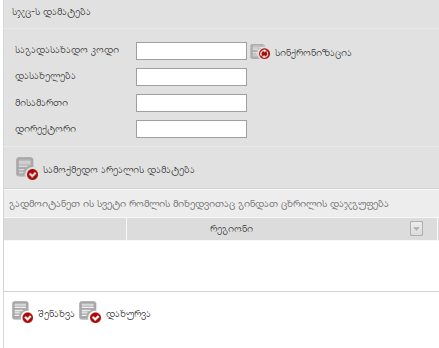 სჯც-ს დამატება
საგადასახადო კოდი
სინქრონიზაცია
დასახელება
მისამართი
დირექტორი
სამოქმედო არეალის დამატება
გადმოიტანეთ ის სვეტი რომლის მიხედვითაც გინდათ ცხრილის დაჯგუფება
რეგიონი
შენახვა დახურვა